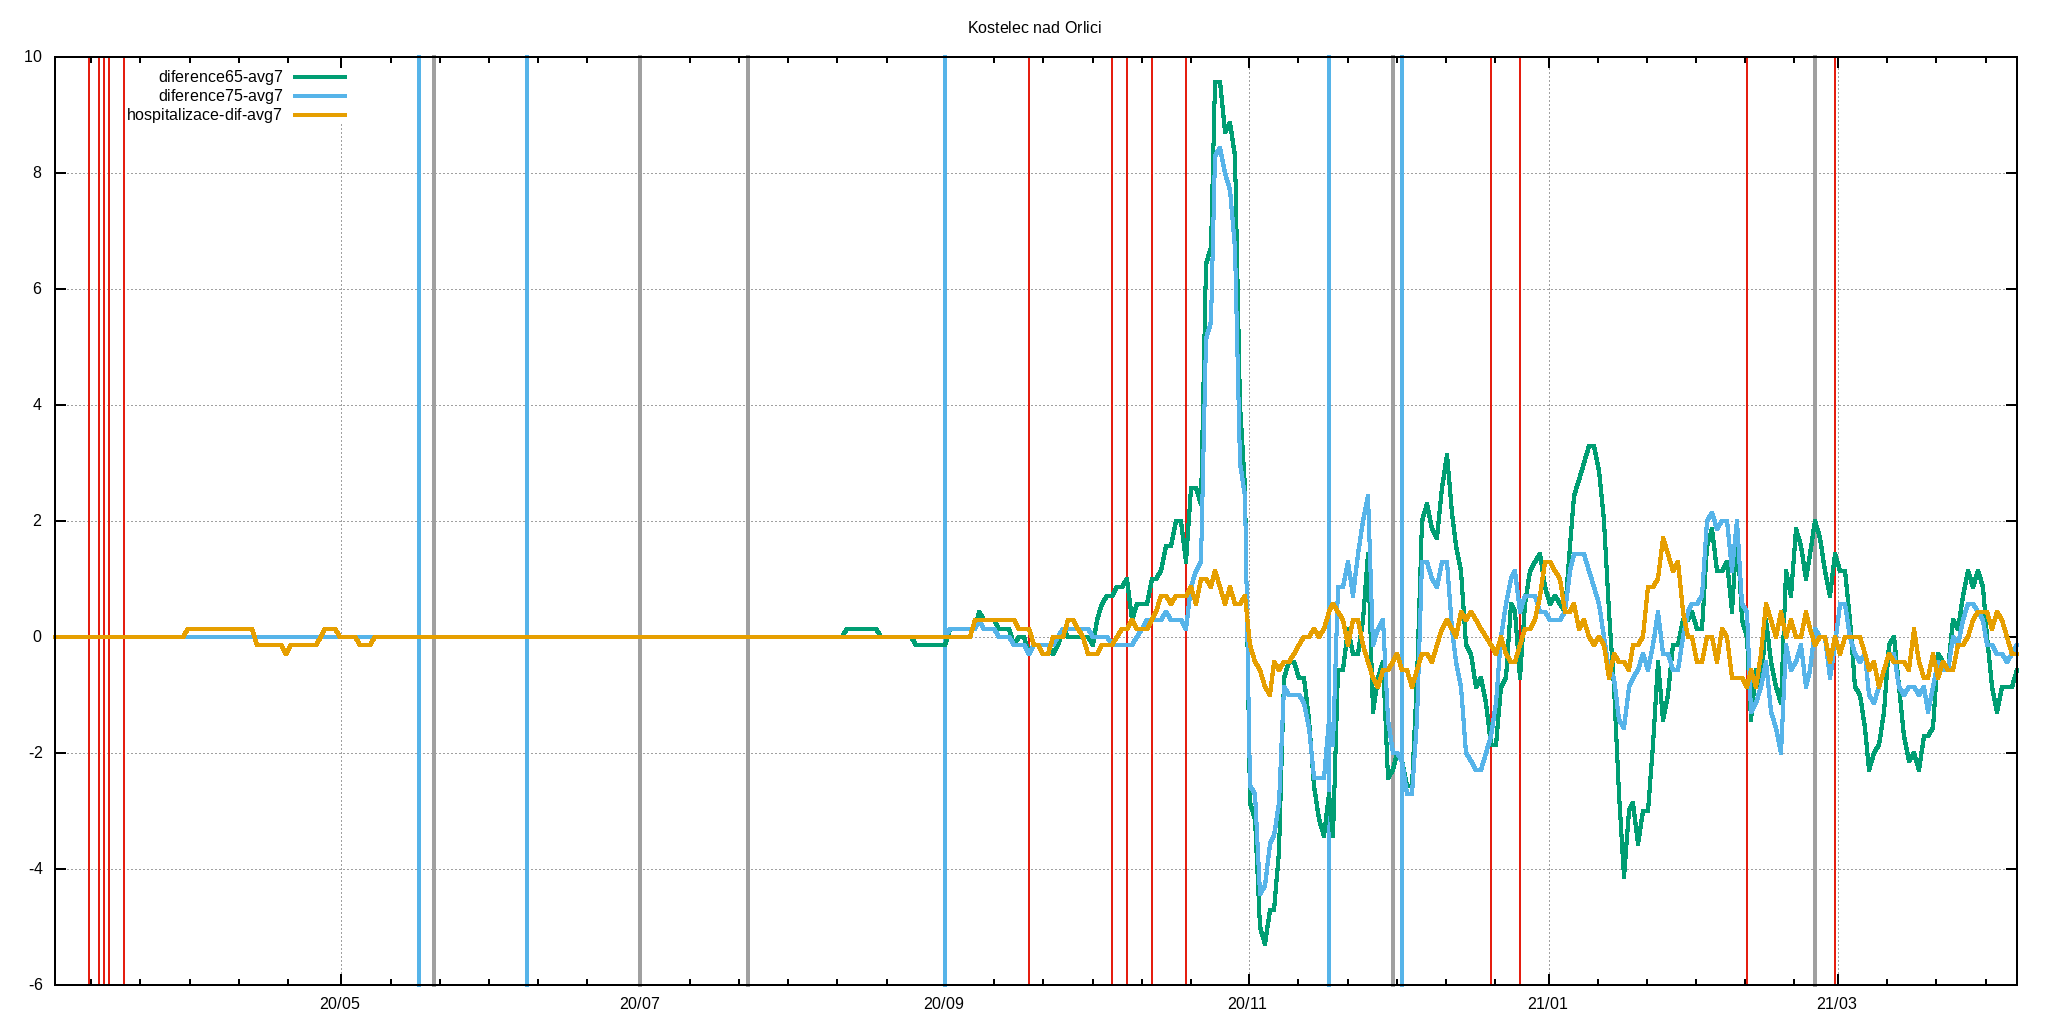 Kostelec nad Orlici
10
diference65-avg7
diference75-avg7
hospitalizace-dif-avg7
8
6
4
2
0
-2
-4
-6
20/05 20/07 20/09 20/11 21/01 21/03